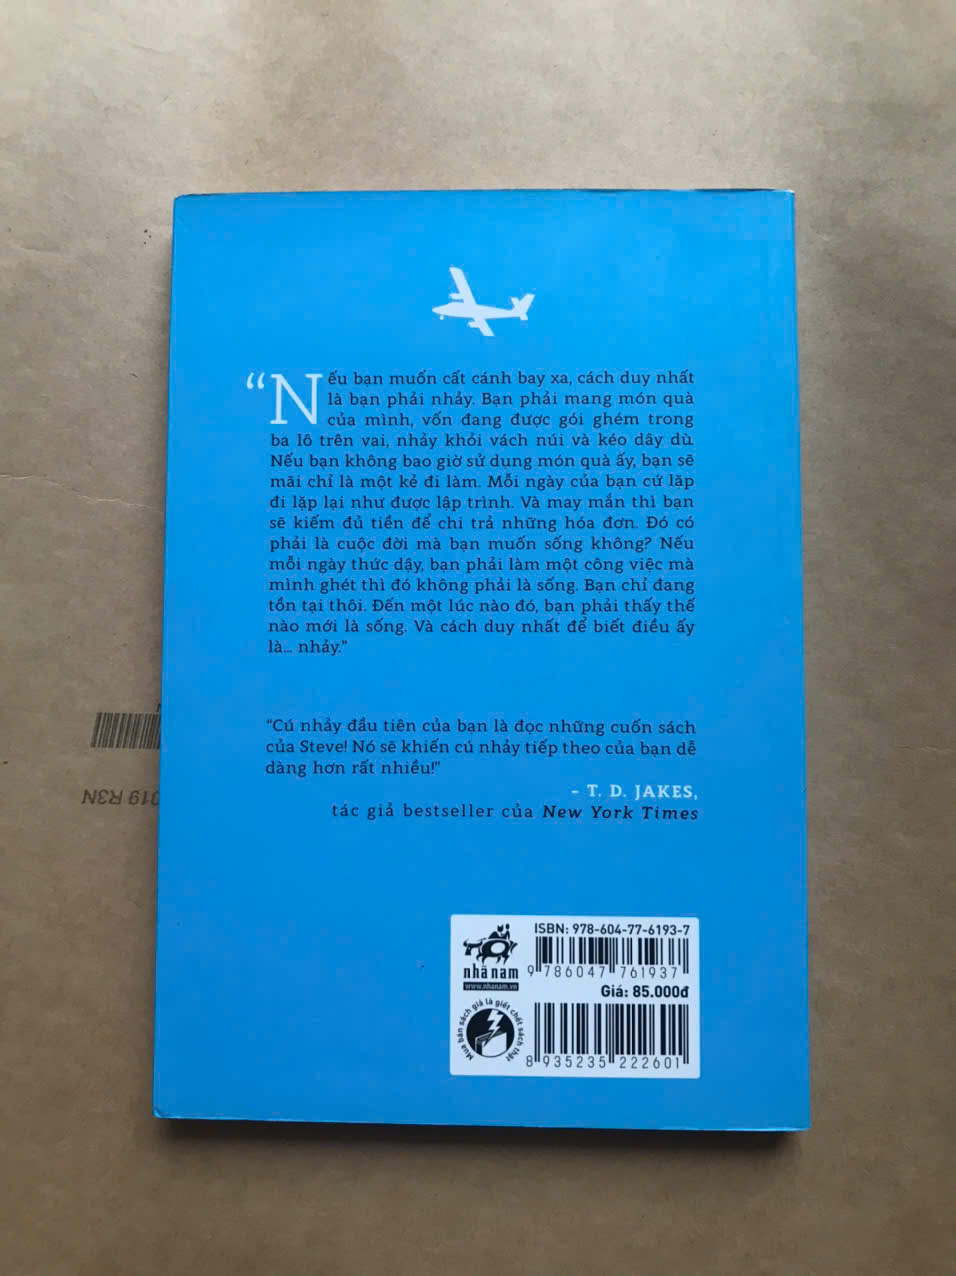 “Nếu bạn muốn cất cánh bay xa, cách duy nhất
là bạn phải nhảy. Bạn phải mang món quà
của mình, vốn đang được gói ghém trong
ba lô trên vai, nhảy khỏi vách núi và kéo dây dù.
Nếu bạn không bao giờ sử dụng món quà ấy, bạn sẽ
mãi chỉ là một kẻ đi làm. Mỗi ngày của bạn cứ lặp
đi lặp lại như được lập trình. Và may mắn thì bạn
sẽ kiếm đủ tiền để chi trả những hóa đơn. Đó có
phải là cuộc đời mà bạn muốn sống không? Nếu
mỗi ngày thức dậy, bạn phải làm một công việc mà
mình ghét thì đó không phải là sống. Bạn chỉ đang
tồn tại thôi. Đến một lúc nào đó, bạn phải thấy thế
nào mới là sống. Và cách duy nhất để biết điều ấy
là... nhảy.”
“Cú nhảy đầu tiên của bạn là đọc những cuốn sách
của Steve! Nó sẽ khiến cú nhảy tiếp theo của bạn dễ
dàng hơn rất nhiều!”
– T. D. JAKES,
tác giả bestseller của New York Times
ISBN: 978-604-77-6193-7
9 786047 761937
nhã nam
www.nhanam.vn
Giá: 85.000đ
Mua bán sách giả là giết chết sách thật
8 935235 222601